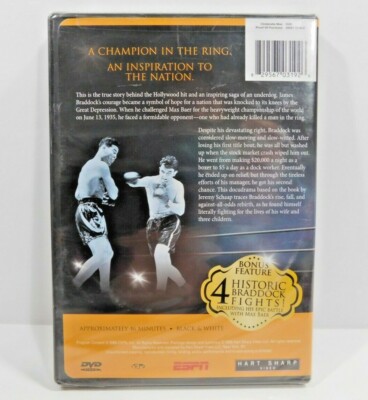 A CHAMPION IN THE RING.
AN INSPIRATION TO
THE NATION.
This is the true story behind the Hollywood hit and an inspiring saga of an underdog. James
Braddock's courage became a symbol of hope for a nation that was knocked to its knees by the
Great Depression. When he challenged Max Baer for the heavyweight championship of the world
on June 13, 1935, he faced a formidable opponent—one who had already killed a man in the ring.
Despite his devastating right, Braddock was
considered slow-moving and slow-witted. After
losing his first title bout, he was all but washed
up when the stock market crash wiped him out.
He went from making $20,000 a night as a
boxer to $5 a day as a dock worker. Eventually
he ended up on relief but through the tireless
efforts of his manager, he got his second
chance. This docudrama based on the book by
Jeremy Schaap traces Braddock's rise, fall, and
against-all-odds rebirth, as he found himself
literally fighting for the lives of his wife and
three children.
BONUS
FEATURE
4 HISTORIC
BRADDOCK
FIGHTS!
INCLUDING HIS EPIC BATTLE
WITH MAX BAER
APPROXIMATELY 90 MINUTES • BLACK & WHITE
DVD
ESPN
HART SHARP
VIDEO